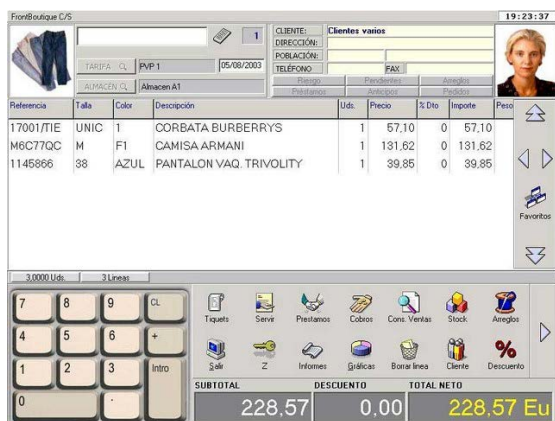 FrontBoutique C/S
19:23:37
1
CLIENTE: Clientes varios
DIRECCIÓN:
POBLACIÓN:
TELÉFONO FAX
TARIFA PVP 1 05/08/2003
ALMACÉN Almacen A1
Riesgo Pendientes Arreglos
Préstamos Anticipos Pedidos
Referencia Talla Color Descripción Uds. Precio % Dto Importe Peso
17001/TIE UNIC 1 CORBATA BURBERRYS 1 57,10 0 57,10
M6C77QC M F1 CAMISA ARMANI 1 131,62 0 131,62
1145866 38 AZUL PANTALON VAQ. TRIVOLITY 1 39,85 0 39,85
Favoritos
3,0000 Uds. 3 Lineas
7 8 9 CL
4 5 6 +
1 2 3 Intro
0 .
Tiquets Servir Prestamos Cobros Cons. Ventas Stock Arreglos
Salir Z Informes Gráficas Borrar linea Cliente Descuento
SUBTOTAL DESCUENTO TOTAL NETO
228,57 0,00 228,57 Eu